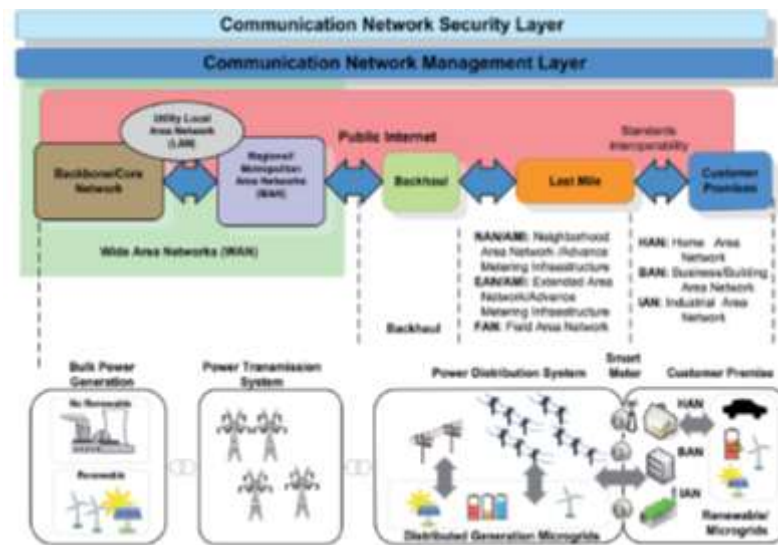 Communication Network Security Layer
Communication Network Management Layer
Utility Local
Area Network
(LAN)
Public Internet
Standards
Interoperability
Backbone/Core
Network
Regional/
Metropolitan
Area Networks
(WAN)
Backhaul
Last Mile
Customer
Premises
Wide Area Networks (WAN)
NAN/AMI: Neighborhood
Area Network /Advance
Metering Infraestructure
EAN/AMI: Extended Area
Network/Advance
Metering Infraestructure
FAN: Field Area Network
HAN: Home Area
Network
BAN: Business/Building
Area Network
IAN: Industrial Area
Network
Backhaul
Bulk Power
Generation
Power Transmission
System
Power Distribution System
Smart
Meter
Customer Premise
No Renewable
Renewable
HAN
BAN
IAN
Distributed Generation Microgrids
Renewable/
Microgrids